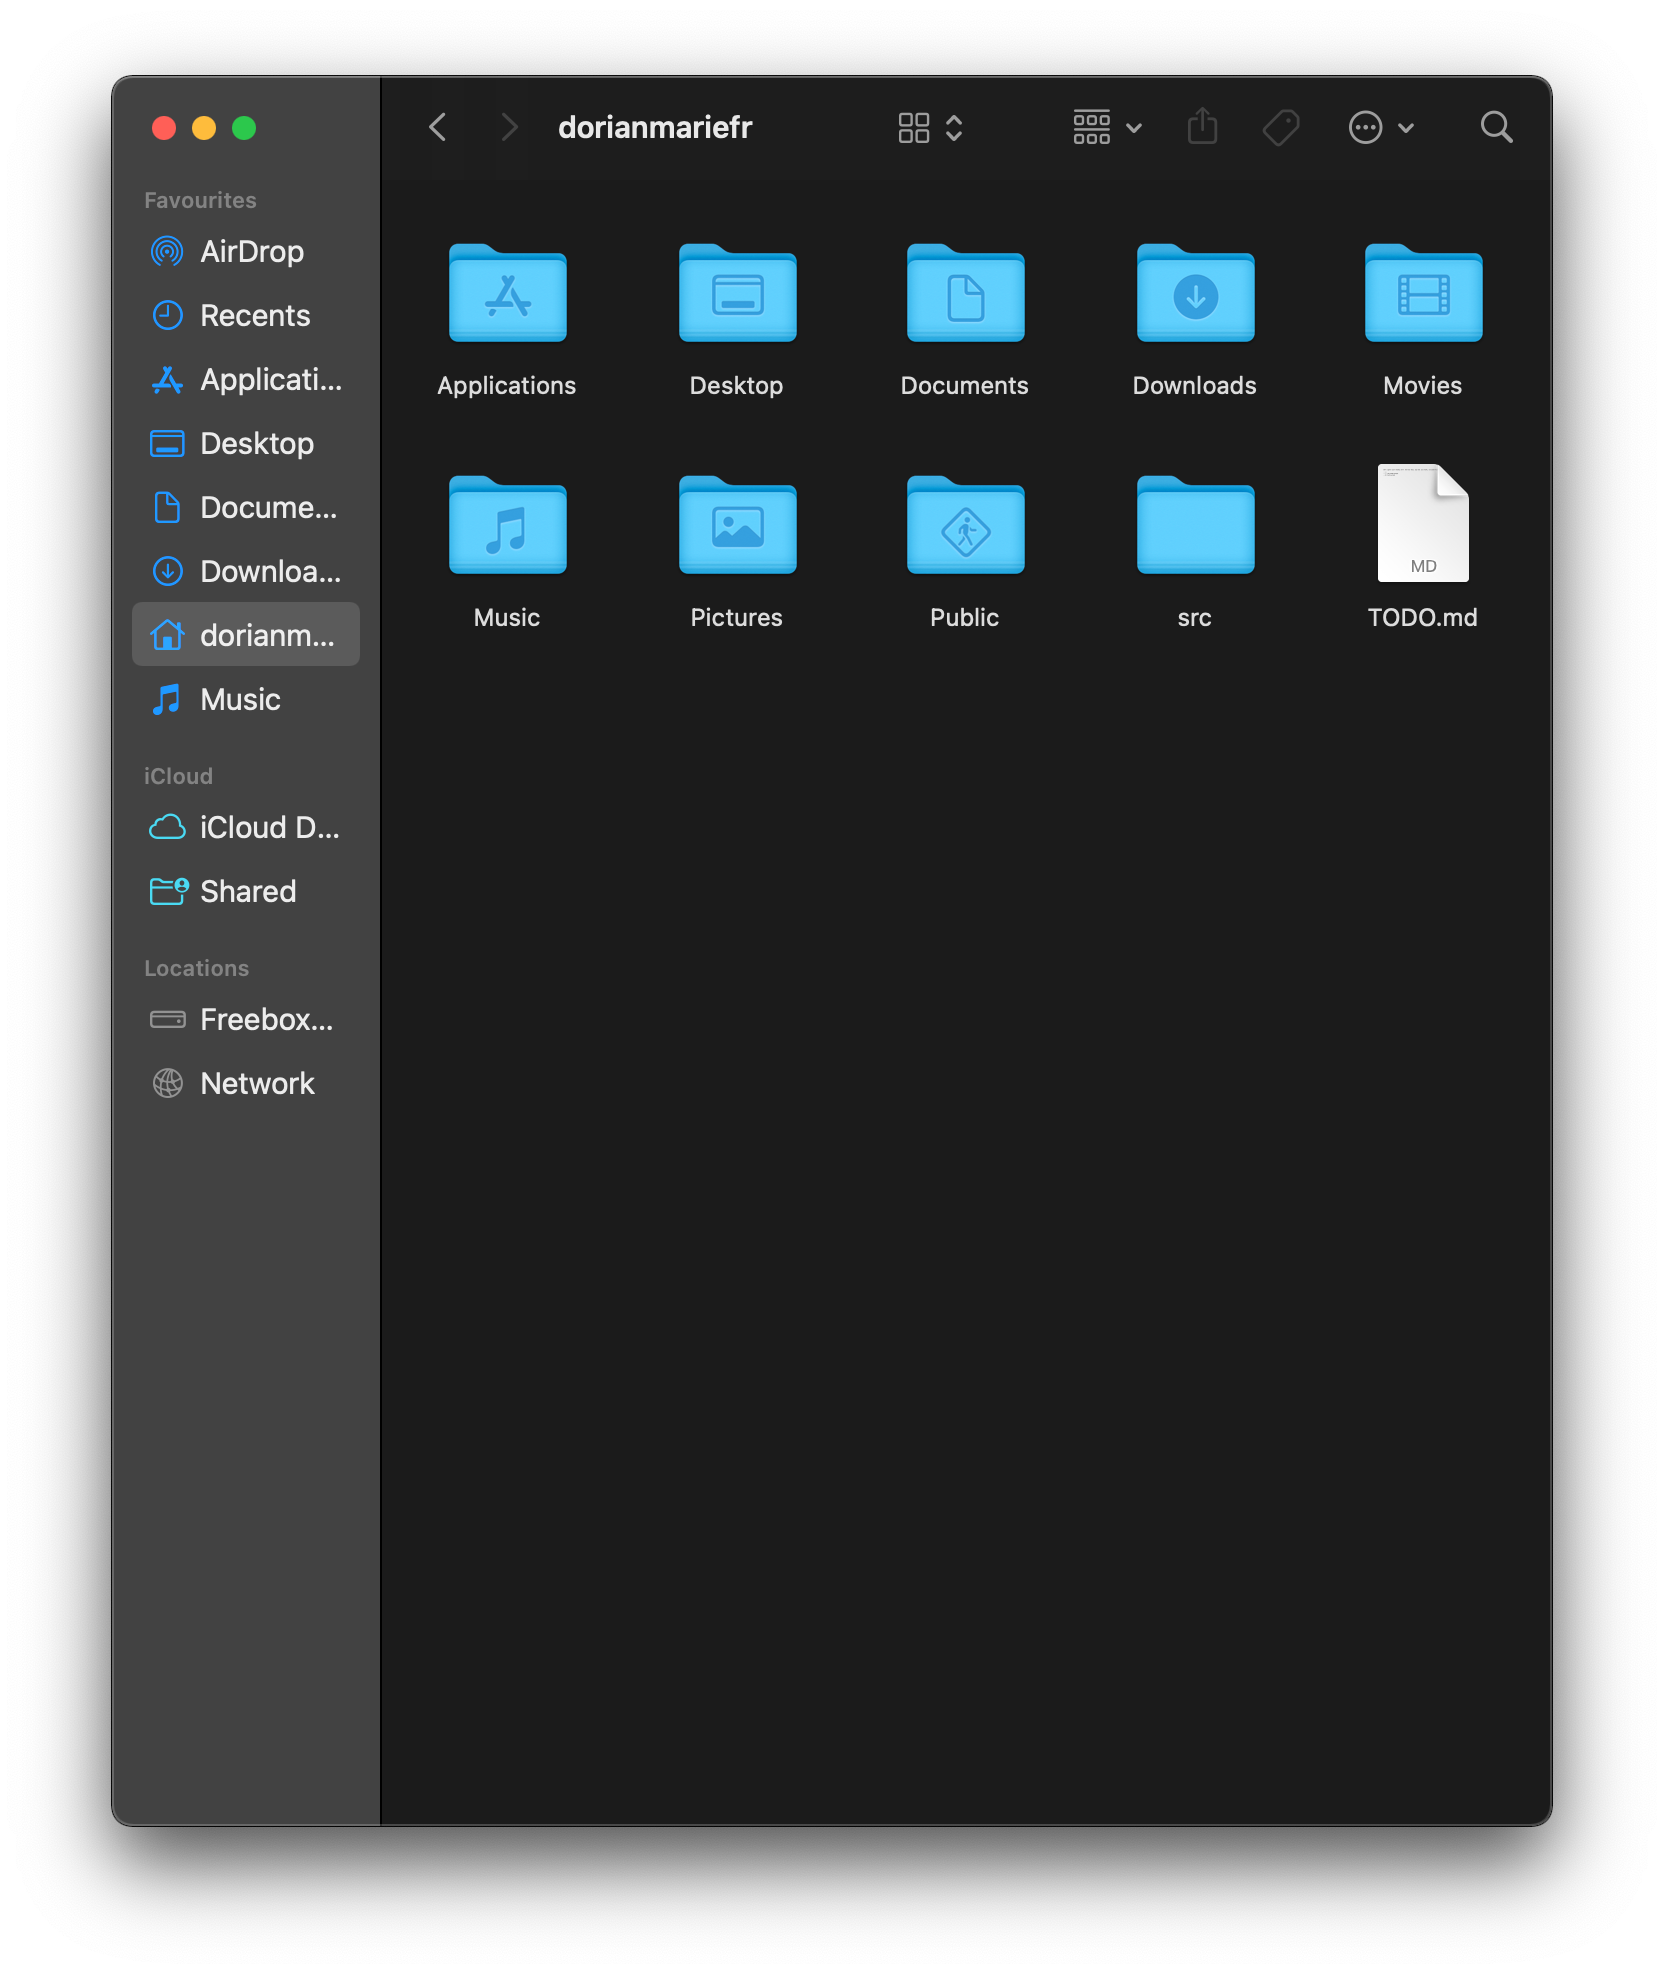 dorianmariefr
Favourites
AirDrop
Recents
Applicati...
Desktop
Docume...
Downloa...
dorianm...
Music
iCloud
iCloud D...
Shared
Locations
Freebox...
Network
Applications
Desktop
Documents
Downloads
Movies
MD
Music
Pictures
Public
src
TODO.md